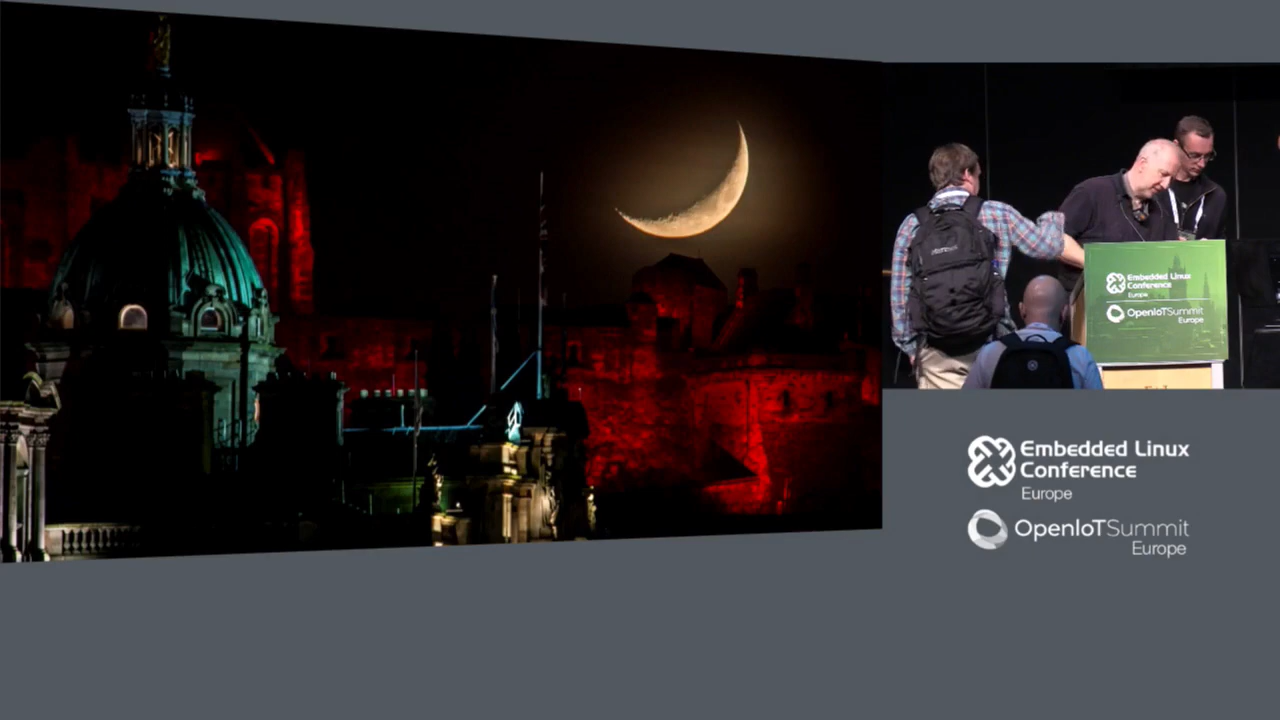 Embedded Linux
Conference
Europe
OpenIoTSummit
Europe
Embedded Linux
Conference
Europe
OpenIoTSummit
Europe